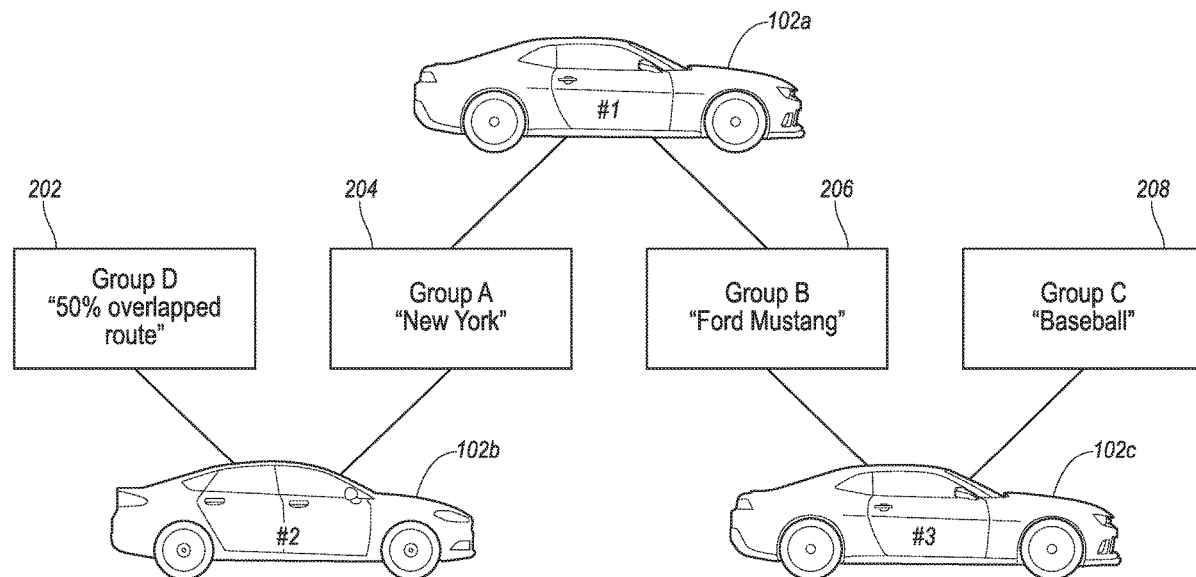 102a
#1
202
204
206
208
Group D
“50% overlapped
route”
Group A
“New York”
Group B
“Ford Mustang”
Group C
“Baseball”
102b
#2
102c
#3